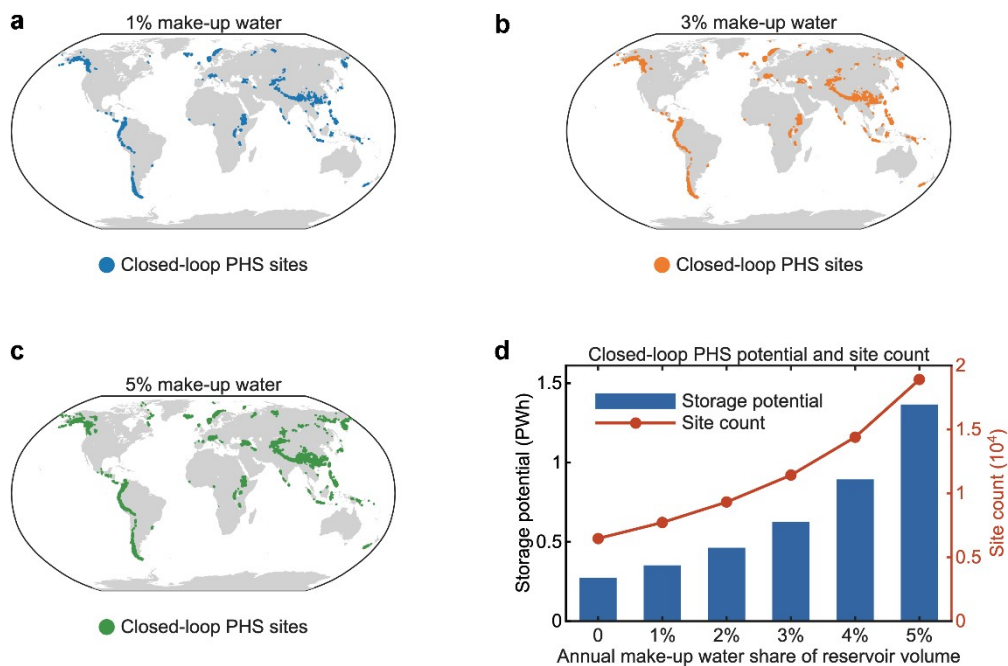 a
1% make-up water
Closed-loop PHS sites
b
3% make-up water
Closed-loop PHS sites
c
5% make-up water
Closed-loop PHS sites
d
Closed-loop PHS potential and site count
Storage potential
Site count
Storage potential (PWh)
1.5
1
0.5
0
Site count (10⁴)
2
1.5
1
0.5
0
0 1% 2% 3% 4% 5%
Annual make-up water share of reservoir volume